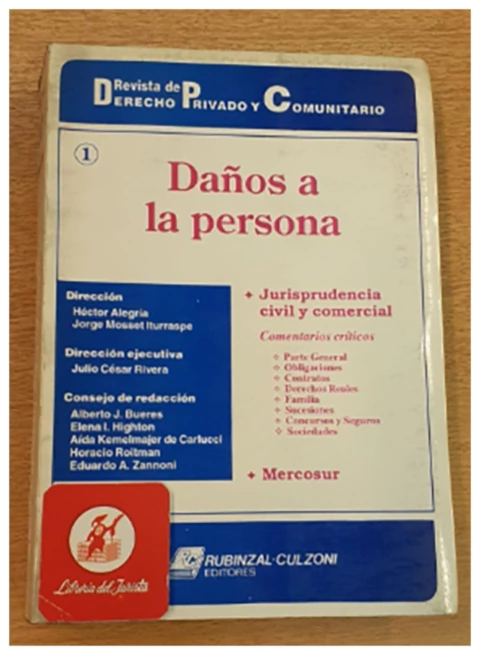 Revista de
DERECHO PRIVADO Y COMUNITARIO
1
Daños a
la persona
Dirección
Héctor Alegria
Jorge Mosset Iturraspe
Dirección ejecutiva
Julio César Rivera
Consejo de redacción
Alberto J. Bueres
Elena I. Highton
Aída Kemelmajer de Carlucci
Horacio Roitman
Eduardo A. Zannoni
Jurisprudencia
civil y comercial
Comentarios críticos
Parte General
Obligaciones
Contratos
Derechos Reales
Familia
Sucesiones
Concursos y Seguros
Sociedades
Mercosur
RUBINZAL-CULZONI
EDITORES
Librería del Jurista